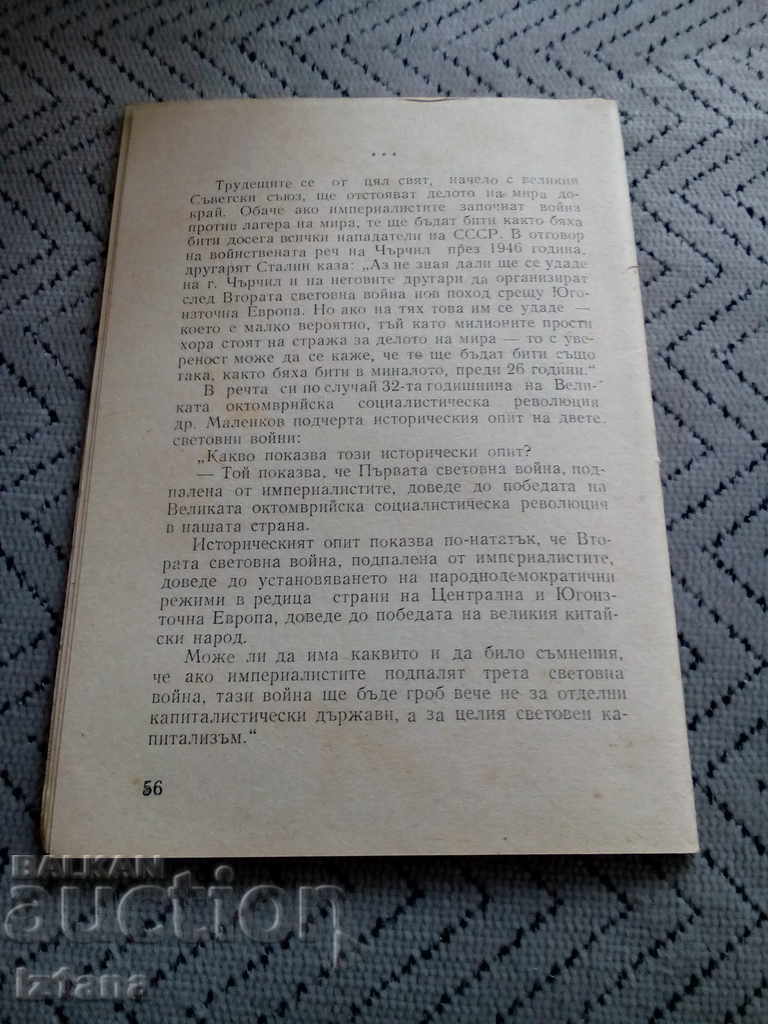 * * *
Трудещите се от цял свят, начело с великия
Съветски съюз, ще отстояват делото на мира до-
край. Обаче ако империалистите започнат война
против лагера на мира, те ще бъдат бити както бяха
бити досега всички нападатели на СССР. В отговор
на войнствената реч на Чърчил през 1946 година,
другарят Сталин каза: „Аз не зная дали ще се удаде
на г. Чърчил и на неговите другари да организират
след Втората световна война нов поход срещу Юго-
източна Европа. Но ако на тях това им се удаде —
което е малко вероятно, тъй като милионите прости
хора стоят на стража за делото на мира — то с уве-
реност може да се каже, че те ще бъдат бити също
така, както бяха бити в миналото, преди 26 години.“
В речта си по случай 32-та годишнина на Вели-
ката октомврийска социалистическа революция
др. Маленков подчерта историческия опит на двете
световни войни:
„Какво показва този исторически опит?
— Той показва, че Първата световна война, под-
палена от империалистите, доведе до победата на
Великата октомврийска социалистическа революция
в нашата страна.
Историческият опит показва по-нататък, че Вто-
рата световна война, подпалена от империалистите,
доведе до установяването на народнодемократични
режими в редица страни на Централна и Югоиз-
точна Европа, доведе до победата на великия китай-
ски народ.
Може ли да има каквито и да било съмнения,
че ако империалистите подпалят трета световна
война, тази война ще бъде гроб вече не за отделни
капиталистически държави, а за целия световен ка-
питализъм.“
56
BALKAN
auction
Iztana